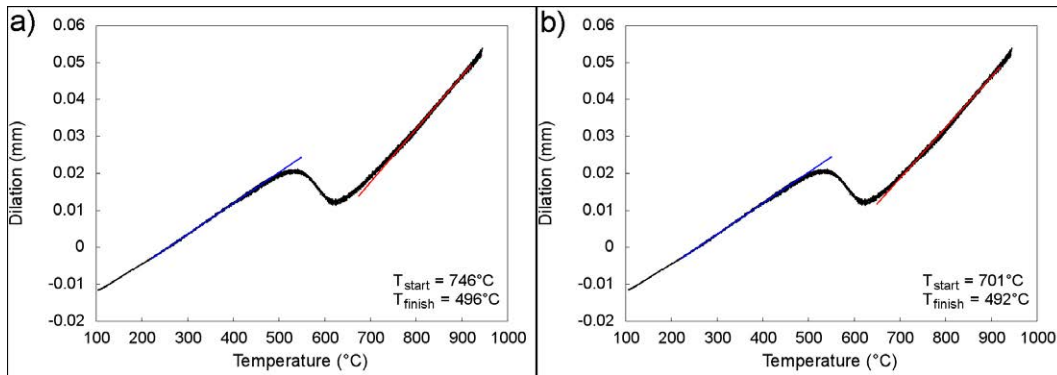 a)
0.06
0.05
0.04
0.03
0.02
0.01
0
-0.01
-0.02
Dilation (mm)
100 200 300 400 500 600 700 800 900 1000
Temperature (°C)
Tstart = 746°C
Tfinish = 496°C
b)
0.06
0.05
0.04
0.03
0.02
0.01
0
-0.01
-0.02
Dilation (mm)
100 200 300 400 500 600 700 800 900 1000
Temperature (°C)
Tstart = 701°C
Tfinish = 492°C